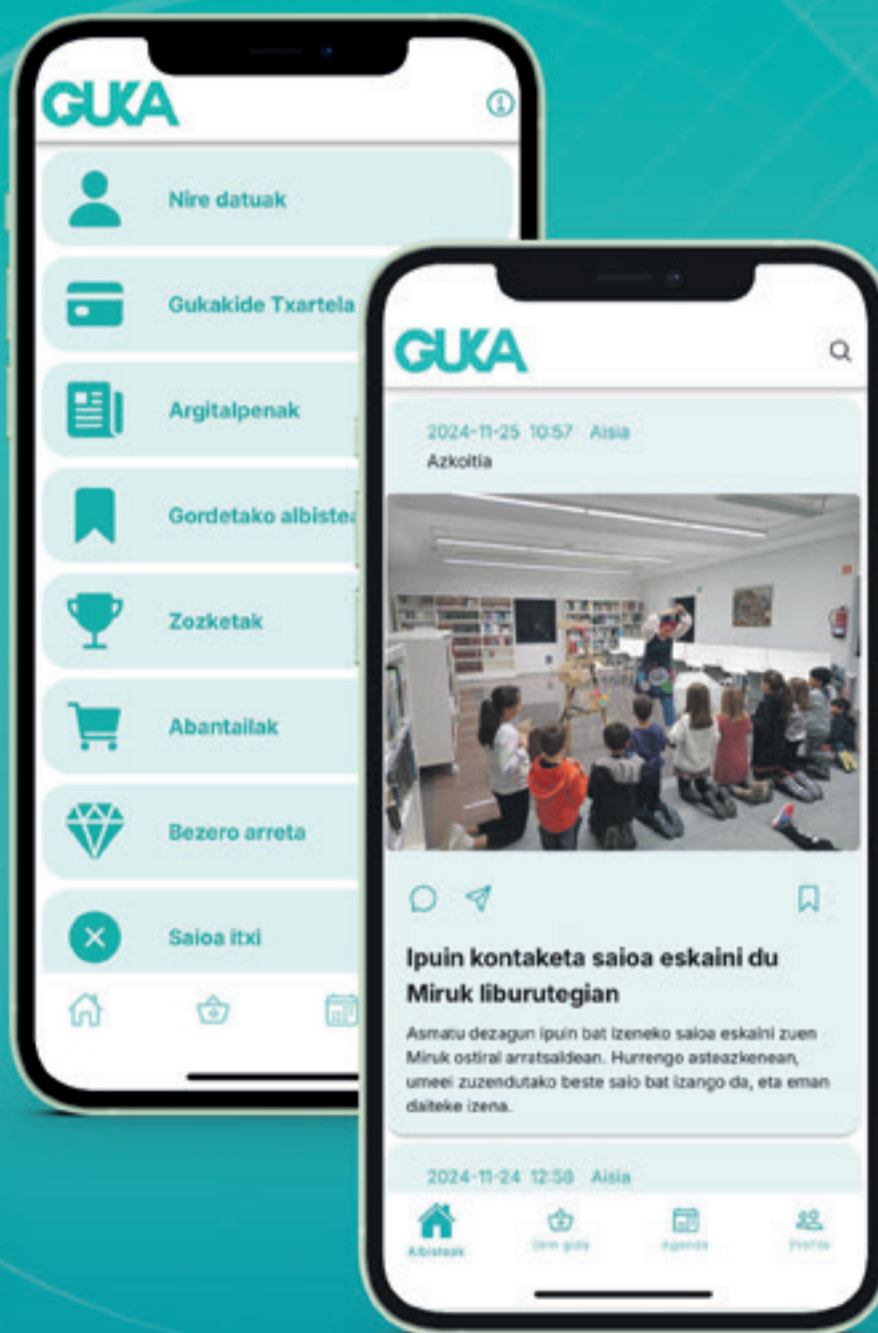 GUKA
Nire datuak
Gukakide Txartela
Argitalpenak
Gordetako albistea
Zozketak
Abantailak
Bezero arreta
Saioa itxi
GUKA
2024-11-25 10:57 Aisia
Azkoitia
Ipuin kontaketa saioa eskaini du
Miruk liburutegian
Asmatu dezagun ipuin bat izeneko saioa eskaini zuen
Miruk ostiral arratsaldean. Hurrengo asteazkenean,
umeei zuzendutako beste saio bat izango da, eta eman
daiteke izena.
2024-11-24 12:58 Aisia
Albisteak
gida
Agenda
Profila